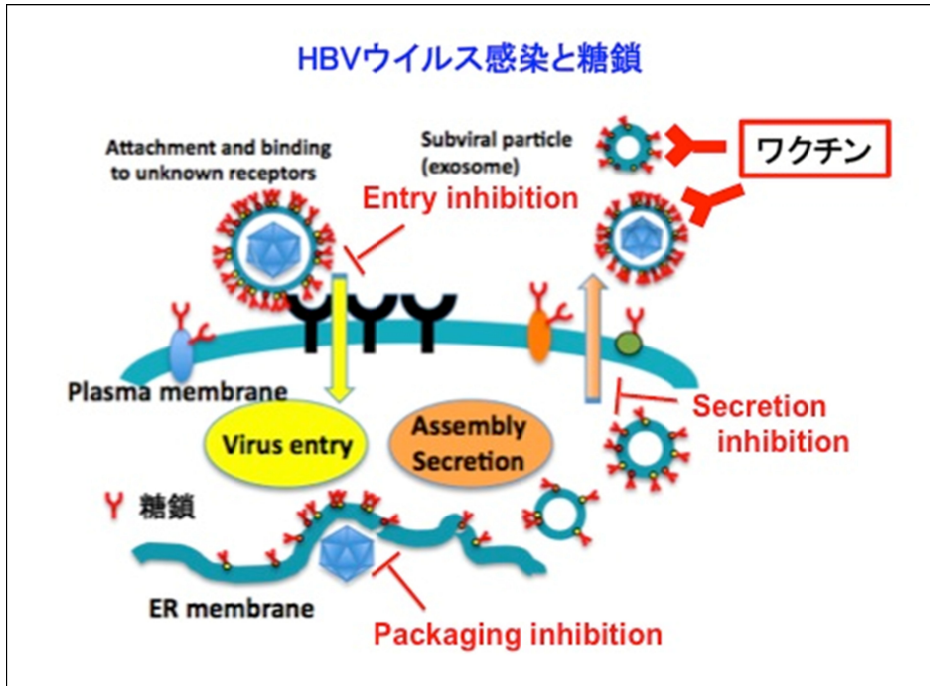 HBVウイルス感染と糖鎖
Attachment and binding
to unknown receptors
Subviral particle
(exosome)
ワクチン
Entry inhibition
Plasma membrane
Virus entry
Assembly
Secretion
Secretion
inhibition
糖鎖
ER membrane
Packaging inhibition